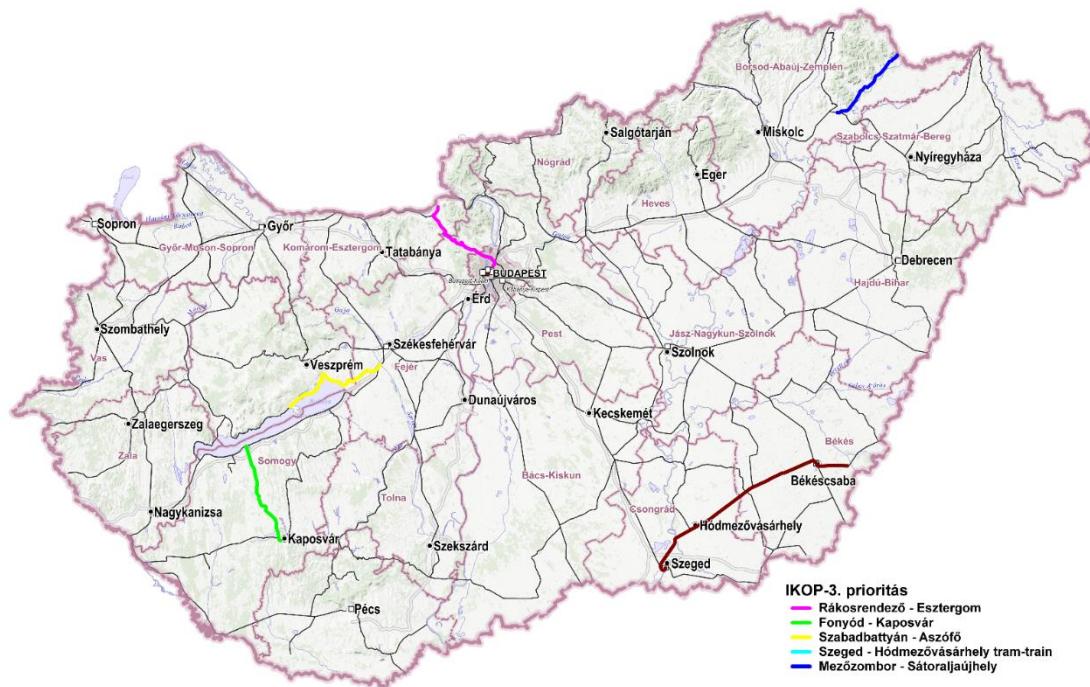 Borsod-Abaúj-Zemplén
Salgótarján
Miskolc
Szabolcs-Szatmár-Bereg
Nógrád
Nyíregyháza
Eger
Heves
Sopron
Győr
Győr-Moson-Sopron
Komárom-Esztergom
Tatabánya
BUDAPEST
Debrecen
Hajdú-Bihar
Érd
Szombathely
Pest
Jász-Nagykun-Szolnok
Vas
Székesfehérvár
Szolnok
Veszprém
Fejér
Dunaújváros
Kecskemét
Zalaegerszeg
Zala
Somogy
Békés
Bács-Kiskun
Békéscsaba
Tolna
Csongrád
Nagykanizsa
Hódmezővásárhely
Kaposvár
Szekszárd
Szeged
Pécs
IKOP-3. prioritás
Rákosrendező - Esztergom
Fonyód - Kaposvár
Szabadbattyán - Aszófő
Szeged - Hódmezővásárhely tram-train
Mezőzombor - Sátoraljaújhely